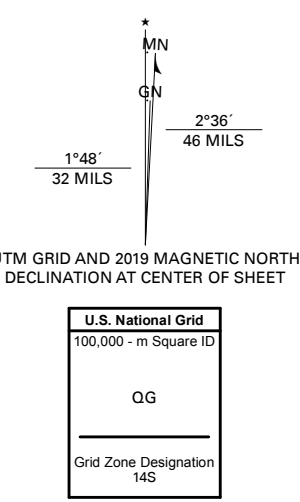 ★
MN
GN
2°36´
46 MILS
1°48´
32 MILS
UTM GRID AND 2019 MAGNETIC NORTH
DECLINATION AT CENTER OF SHEET
U.S. National Grid
100,000 - m Square ID
QG
Grid Zone Designation
14S